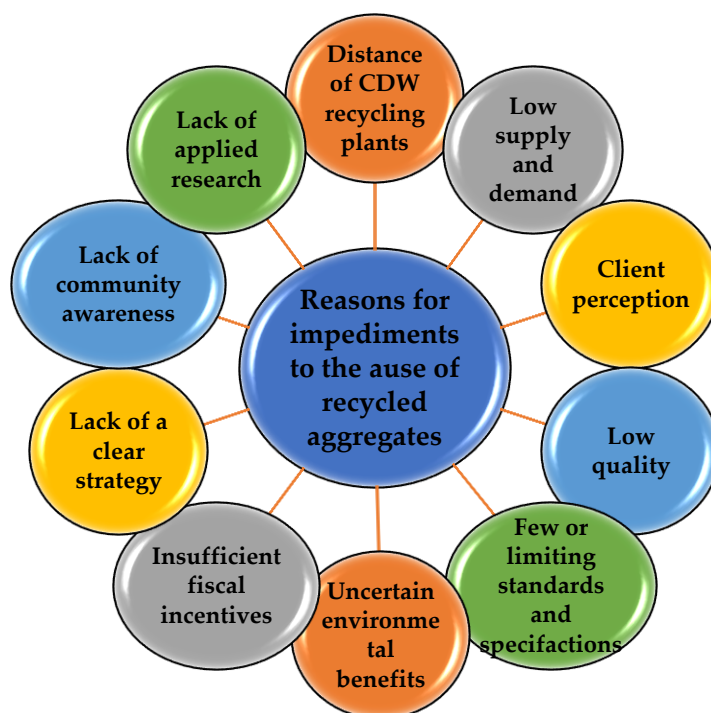 Distance
of CDW
recycling
plants
Low
supply
and
demand
Client
perception
Low
quality
Few or
limiting
standards
and
specifactions
Uncertain
environme
tal
benefits
Insufficient
fiscal
incentives
Lack of a
clear
strategy
Lack of
community
awareness
Lack of
applied
research
Reasons for
impediments
to the ause of
recycled
aggregates